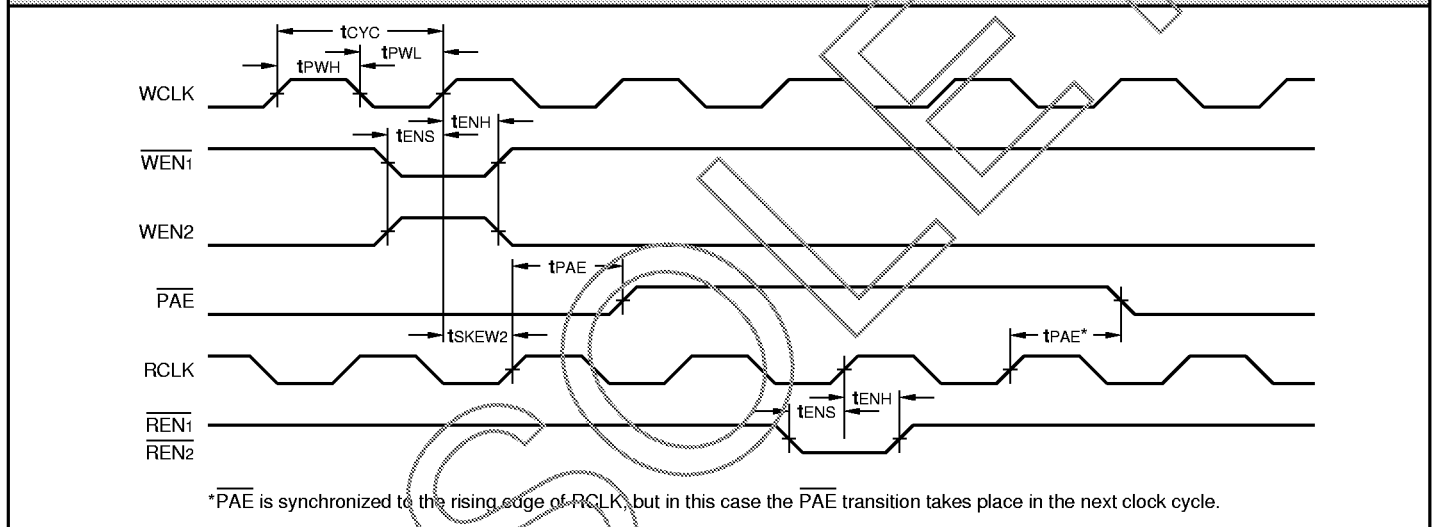 tCYC
tPWL
tPWH
WCLK
tENS
tENH
WEN1
WEN2
tPAE
PAE
tSKEW2
tPAE*
RCLK
tENS
tENH
REN1
REN2
*PAE is synchronized to the rising edge of RCLK, but in this case the PAE transition takes place in the next clock cycle.